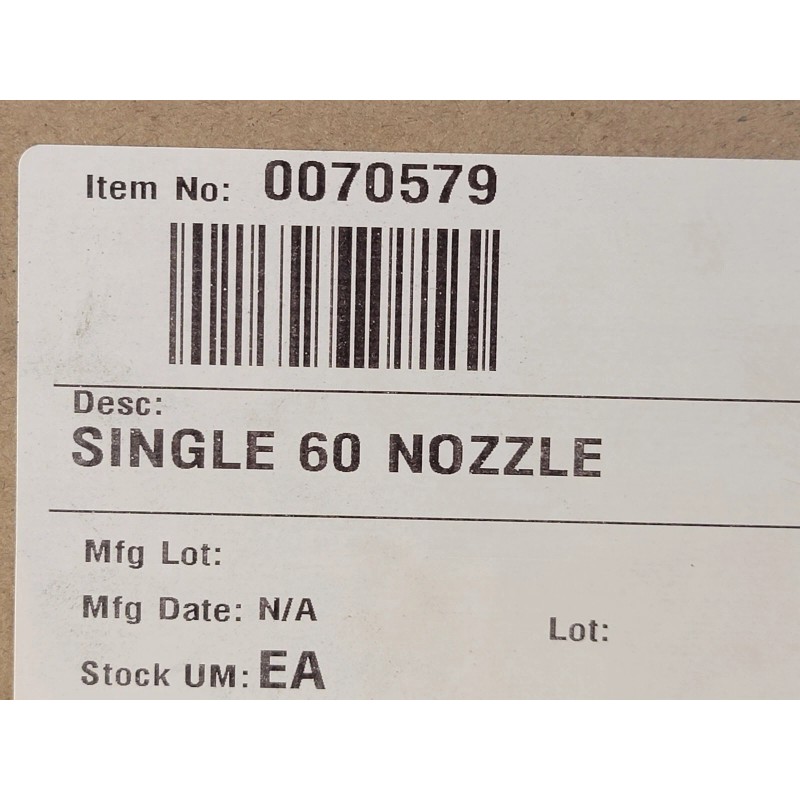 Item No: 0070579
Desc:
SINGLE 60 NOZZLE
Mfg Lot:
Mfg Date: N/A
Lot:
Stock UM: EA